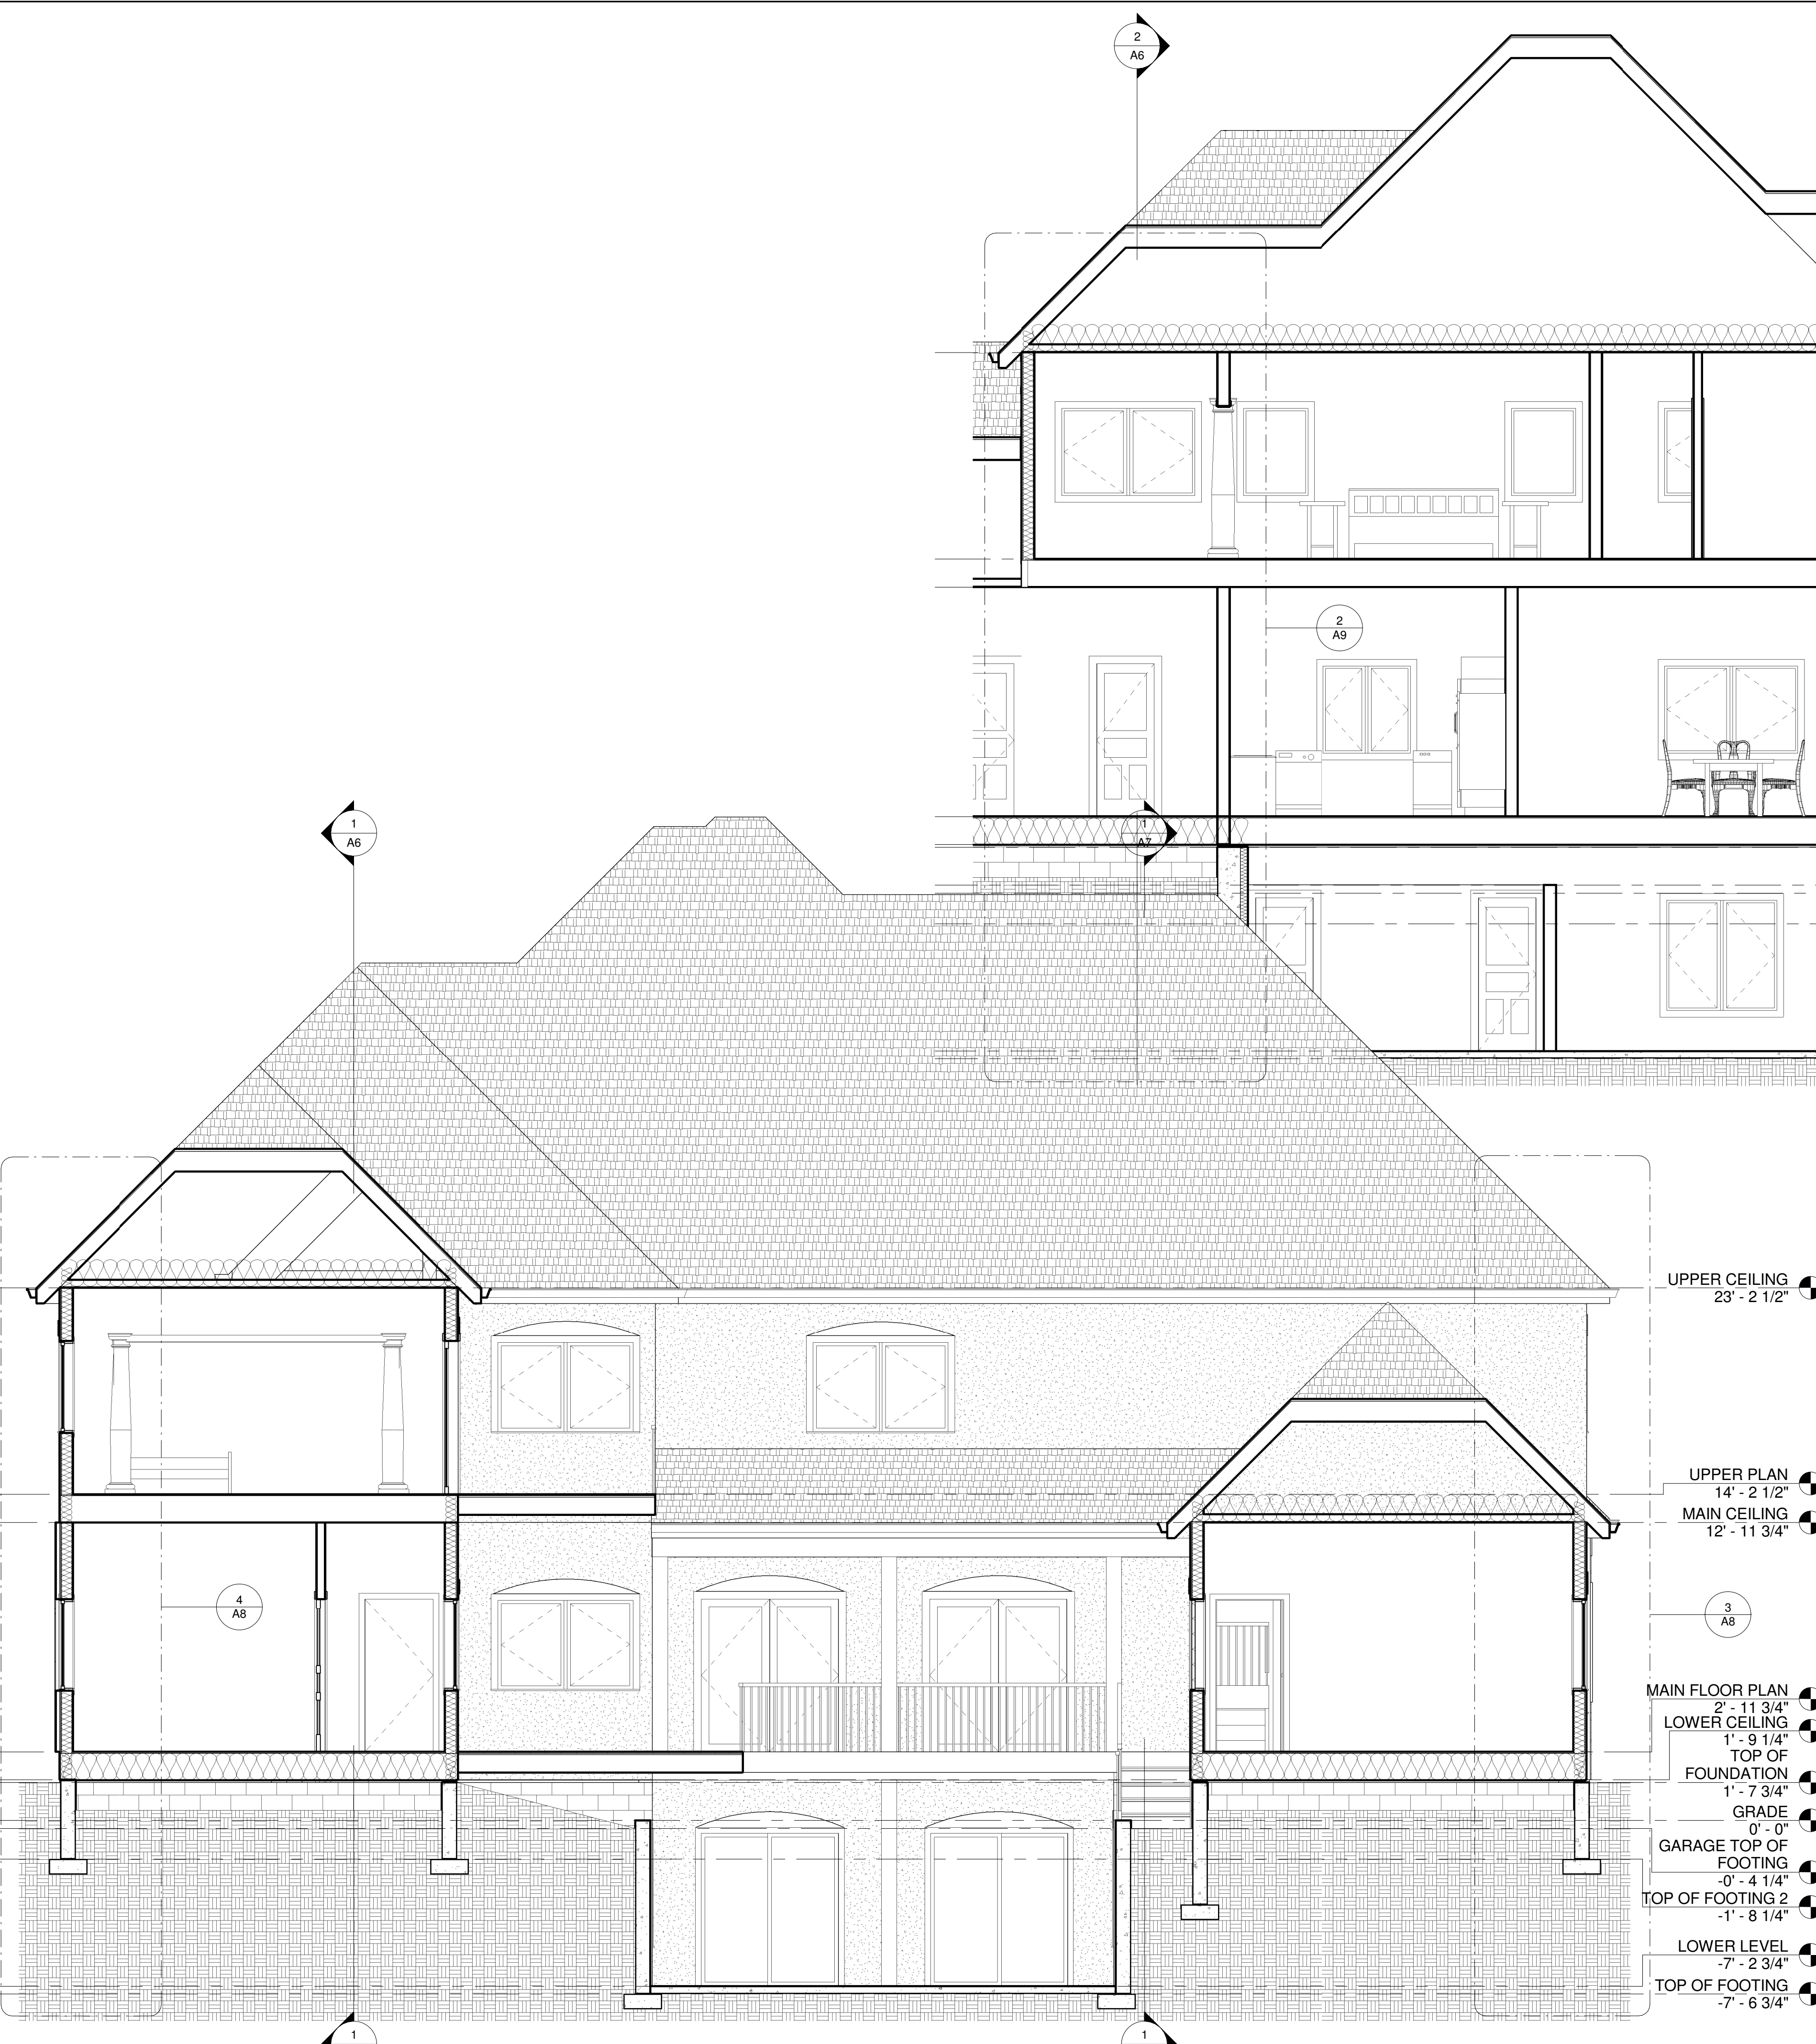 2
A6
2
A9
1
A6
1
A7
UPPER CEILING
23' - 2 1/2"
UPPER PLAN
14' - 2 1/2"
MAIN CEILING
12' - 11 3/4"
4
A8
3
A8
MAIN FLOOR PLAN
2' - 11 3/4"
LOWER CEILING
1' - 9 1/4"
TOP OF
FOUNDATION
1' - 7 3/4"
GRADE
0' - 0"
GARAGE TOP OF
FOOTING
-0' - 4 1/4"
TOP OF FOOTING 2
-1' - 8 1/4"
LOWER LEVEL
-7' - 2 3/4"
TOP OF FOOTING
-7' - 6 3/4"
1
1